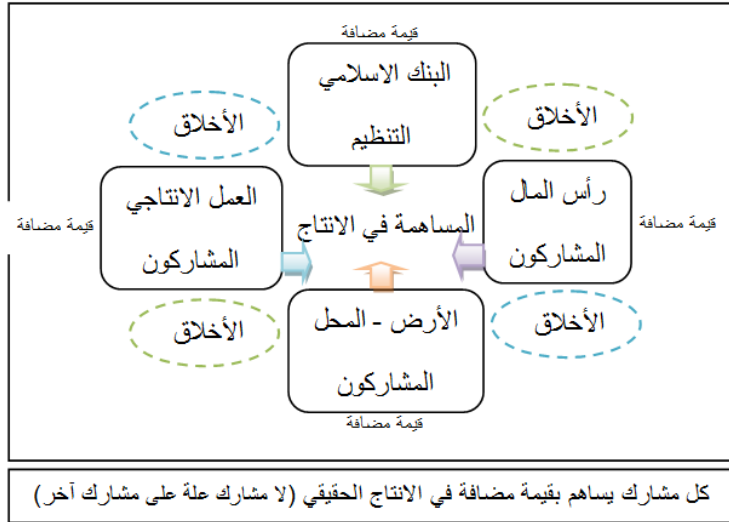 قيمة مضافة
البنك الاسلامي
التنظيم
الأخلاق
الأخلاق
رأس المال
المشاركون
قيمة مضافة
المساهمة في الانتاج
العمل الانتاجي
المشاركون
قيمة مضافة
الأخلاق
الأرض - المحل
المشاركون
الأخلاق
قيمة مضافة
كل مشارك يساهم بقيمة مضافة في الانتاج الحقيقي (لا مشارك علة على مشارك آخر)